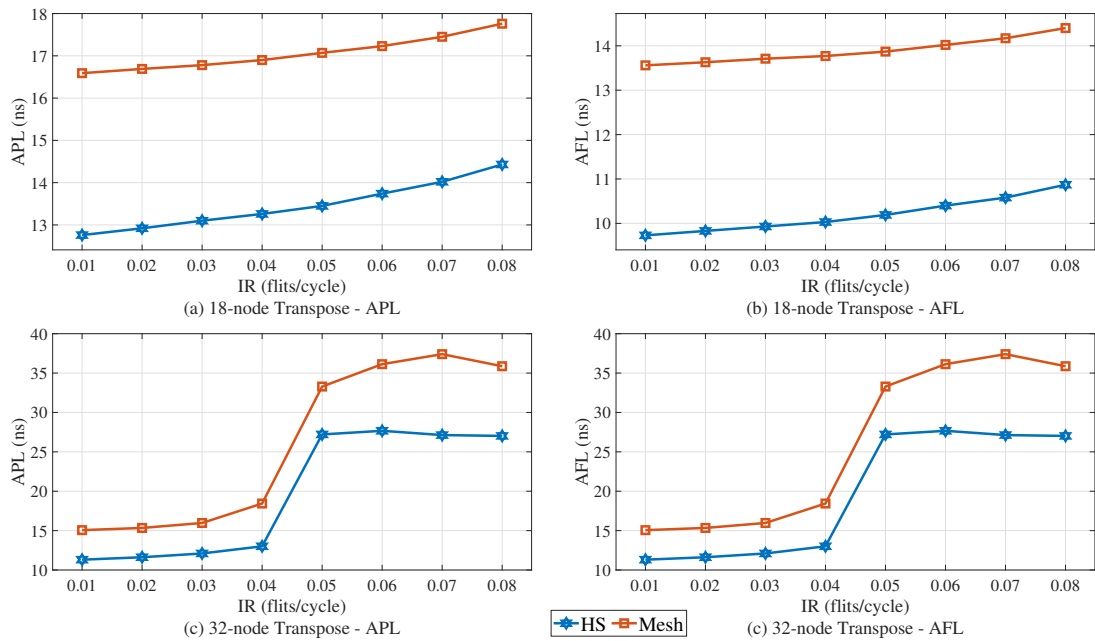 18
17
16
15
14
13
APL (ns)
0.01 0.02 0.03 0.04 0.05 0.06 0.07 0.08
IR (flits/cycle)
(a) 18-node Transpose - APL
14
13
12
11
10
AFL (ns)
0.01 0.02 0.03 0.04 0.05 0.06 0.07 0.08
IR (flits/cycle)
(b) 18-node Transpose - AFL
40
35
30
25
20
15
10
APL (ns)
0.01 0.02 0.03 0.04 0.05 0.06 0.07 0.08
IR (flits/cycle)
(c) 32-node Transpose - APL
40
35
30
25
20
15
10
AFL (ns)
0.01 0.02 0.03 0.04 0.05 0.06 0.07 0.08
IR (flits/cycle)
(c) 32-node Transpose - AFL
HS Mesh